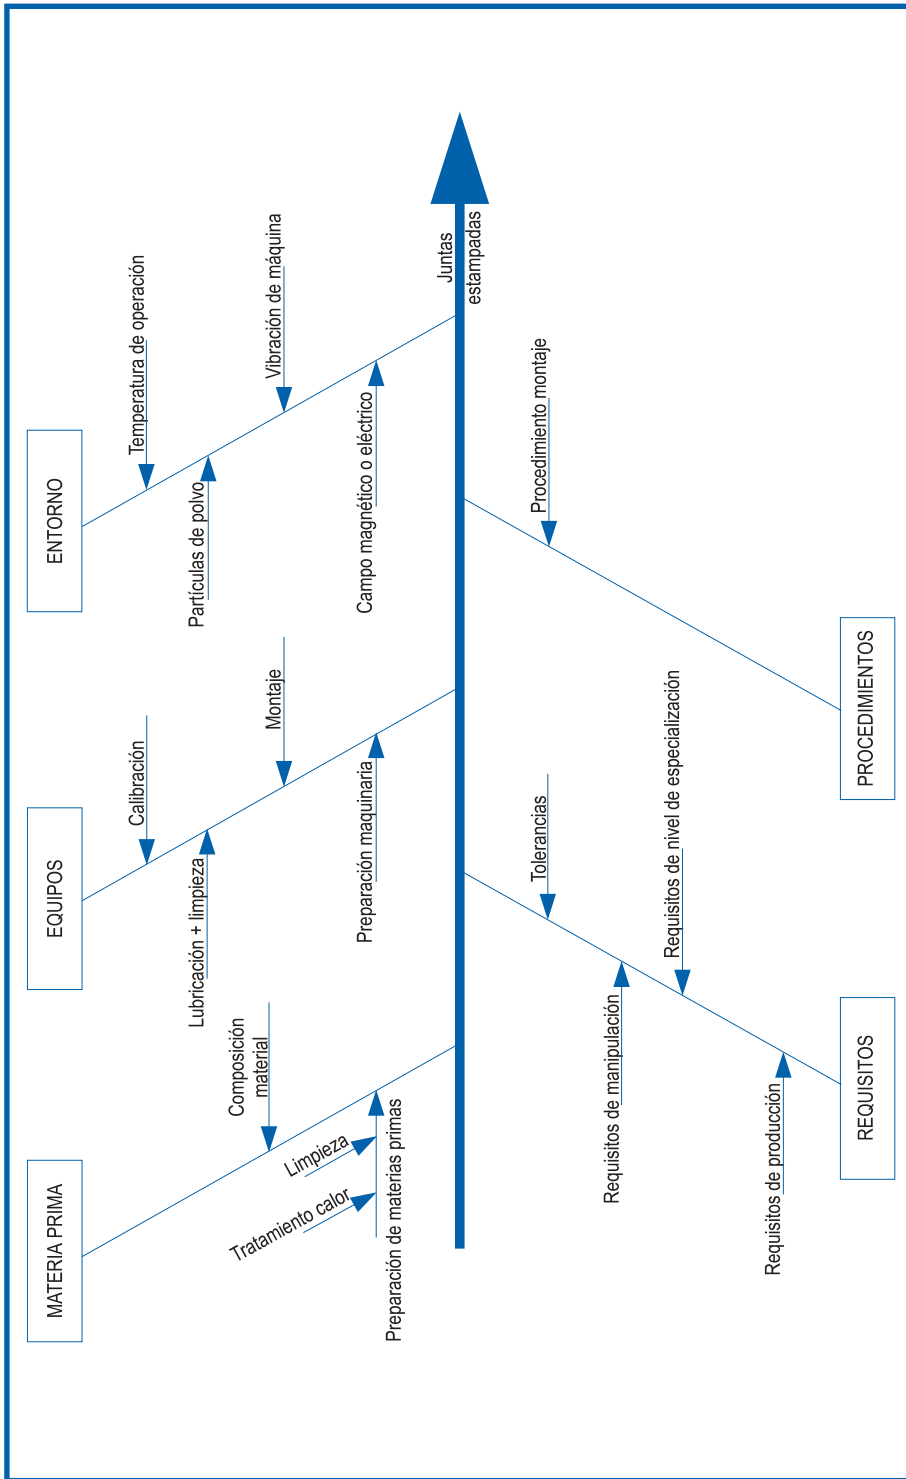 MATERIA PRIMA
Composición
material
Limpieza
Tratamiento calor
Preparación de materias primas
EQUIPOS
Calibración
Lubricación + limpieza
Montaje
Preparación maquinaria
ENTORNO
Temperatura de operación
Partículas de polvo
Vibración de máquina
Campo magnético o eléctrico
Juntas
estampadas
REQUISITOS
Tolerancias
Requisitos de manipulación
Requisitos de nivel de especialización
Requisitos de producción
PROCEDIMIENTOS
Procedimiento montaje